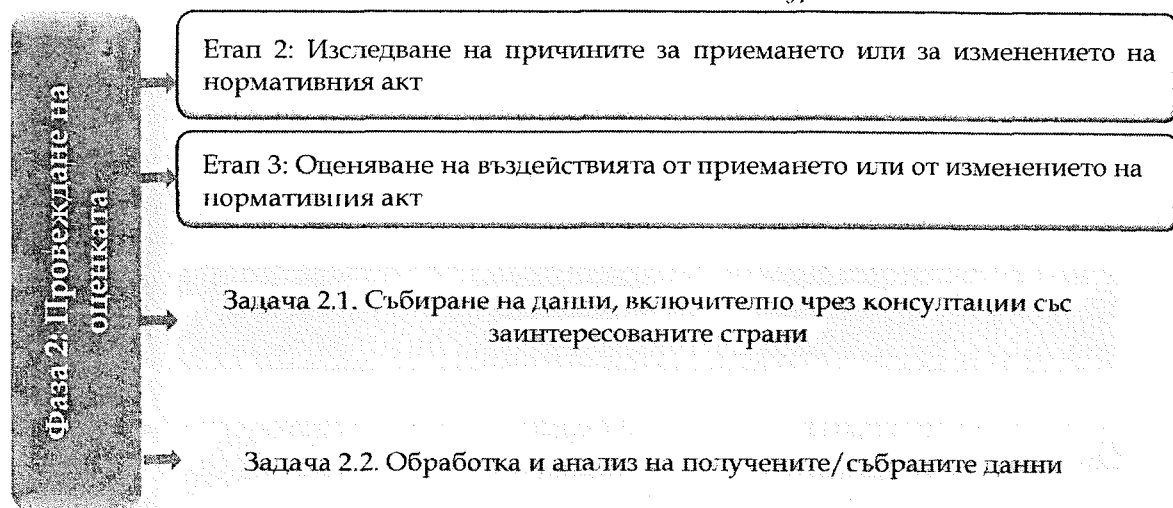 Фаза 2. Провеждане на
оценката
Етап 2: Изследване на причините за приемането или за изменението на
нормативния акт
Етап 3: Оценяване на въздействията от приемането или от изменението на
нормативния акт
Задача 2.1. Събиране на данни, включително чрез консултации със
заинтересованите страни
Задача 2.2. Обработка и анализ на получените/събраните данни